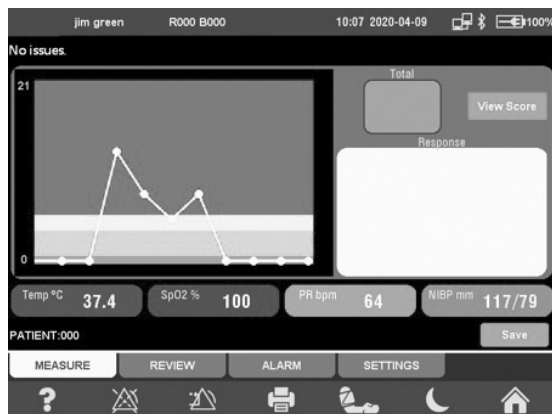 jim green R000 B000 10:07 2020-04-09 100%
No issues.
21
0
Total
View Score
Response
Temp ºC 37.4 SpO2 % 100 PR bpm 64 NIBP mm 117/79
PATIENT:000 Save
MEASURE REVIEW ALARM SETTINGS
?